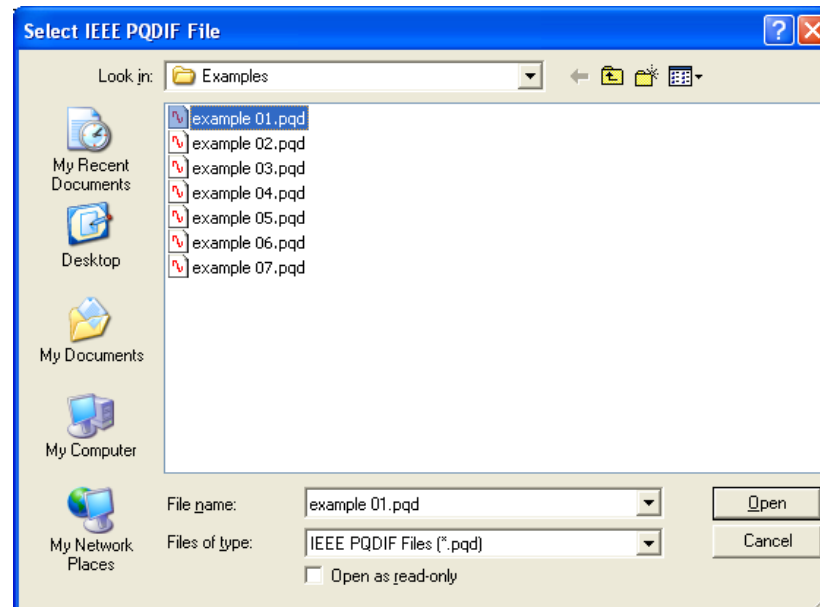 Select IEEE PQDIF File
Look in:
Examples
My Recent
Documents
Desktop
My Documents
My Computer
My Network
Places
example 01.pqd
example 02.pqd
example 03.pqd
example 04.pqd
example 05.pqd
example 06.pqd
example 07.pqd
File name:
example 01.pqd
Open
Files of type:
IEEE PQDIF Files (*.pqd)
Cancel
Open as read-only